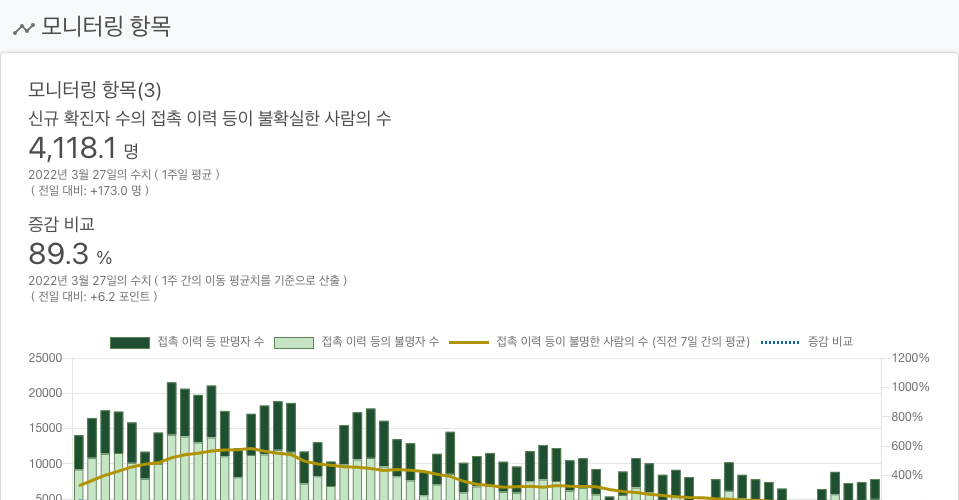 모니터링 항목
모니터링 항목(3)
신규 확진자 수의 접촉 이력 등이 불확실한 사람의 수
4,118.1 명
2022년 3월 27일의 수치 ( 1주일 평균 )
( 전일 대비: +173.0 명 )
증감 비교
89.3 %
2022년 3월 27일의 수치 ( 1주 간의 이동 평균치를 기준으로 산출 )
( 전일 대비: +6.2 포인트 )
접촉 이력 등 판명자 수 접촉 이력 등의 불명자 수 접촉 이력 등이 불명한 사람의 수 (직전 7일 간의 평균) 증감 비교
25000 1200%
1000%
20000
800%
15000
600%
10000
400%
5000